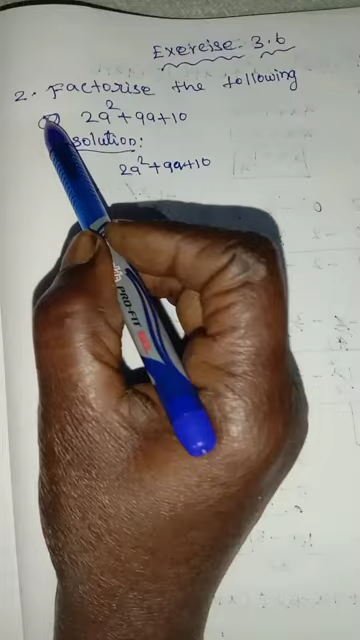 Exercise - 3.6
2. Factorise the following
2a² + 9a + 10
solution:
2a² + 9a + 10
PRO-FIT